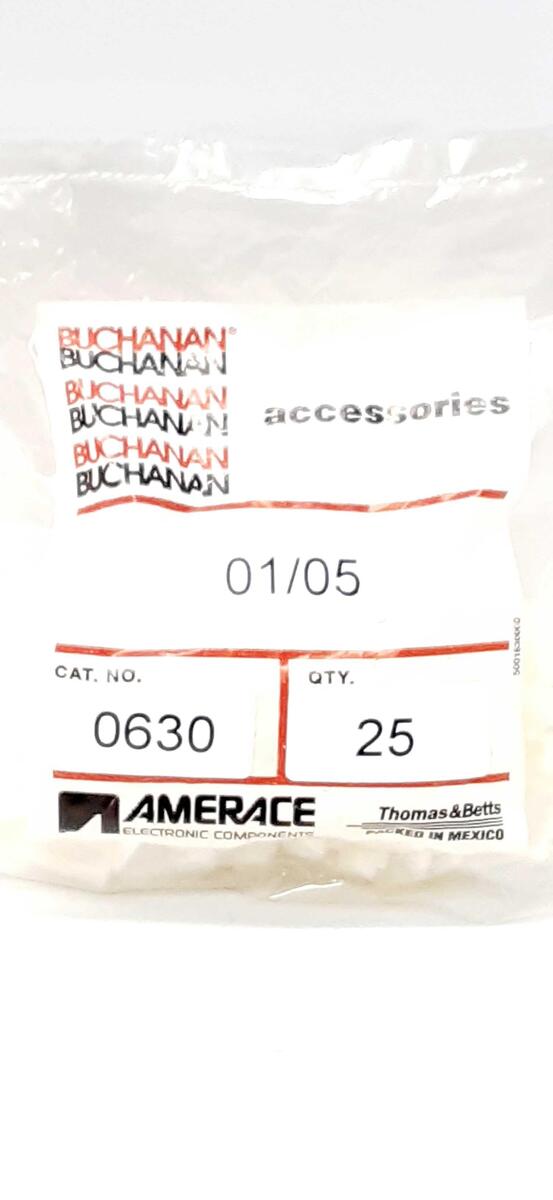 BUCHANAN®
BUCHANAN
BUCHANAN
BUCHANAN
BUCHANAN
BUCHANAN
accessories
01/05
CAT. NO.
0630
QTY.
25
AMERACE
ELECTRONIC COMPONENTS
Thomas&Betts
PACKED IN MEXICO